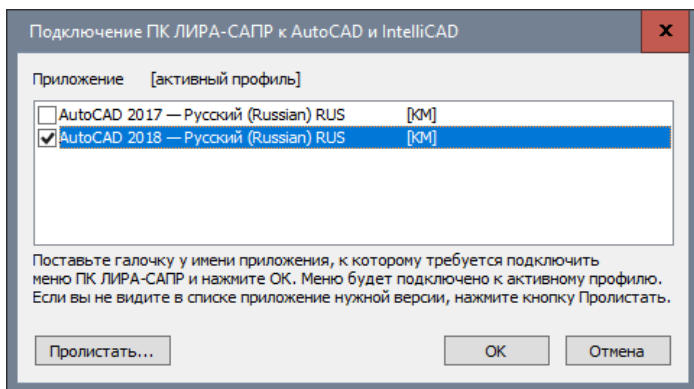 Подключение ПК ЛИРА-САПР к AutoCAD и IntelliCAD
Приложение [активный профиль]
AutoCAD 2017 — Русский (Russian) RUS [KM]
AutoCAD 2018 — Русский (Russian) RUS [KM]
Поставьте галочку у имени приложения, к которому требуется подключить
меню ПК ЛИРА-САПР и нажмите ОК. Меню будет подключено к активному профилю.
Если вы не видите в списке приложение нужной версии, нажмите кнопку Пролистать.
Пролистать... ОК Отмена